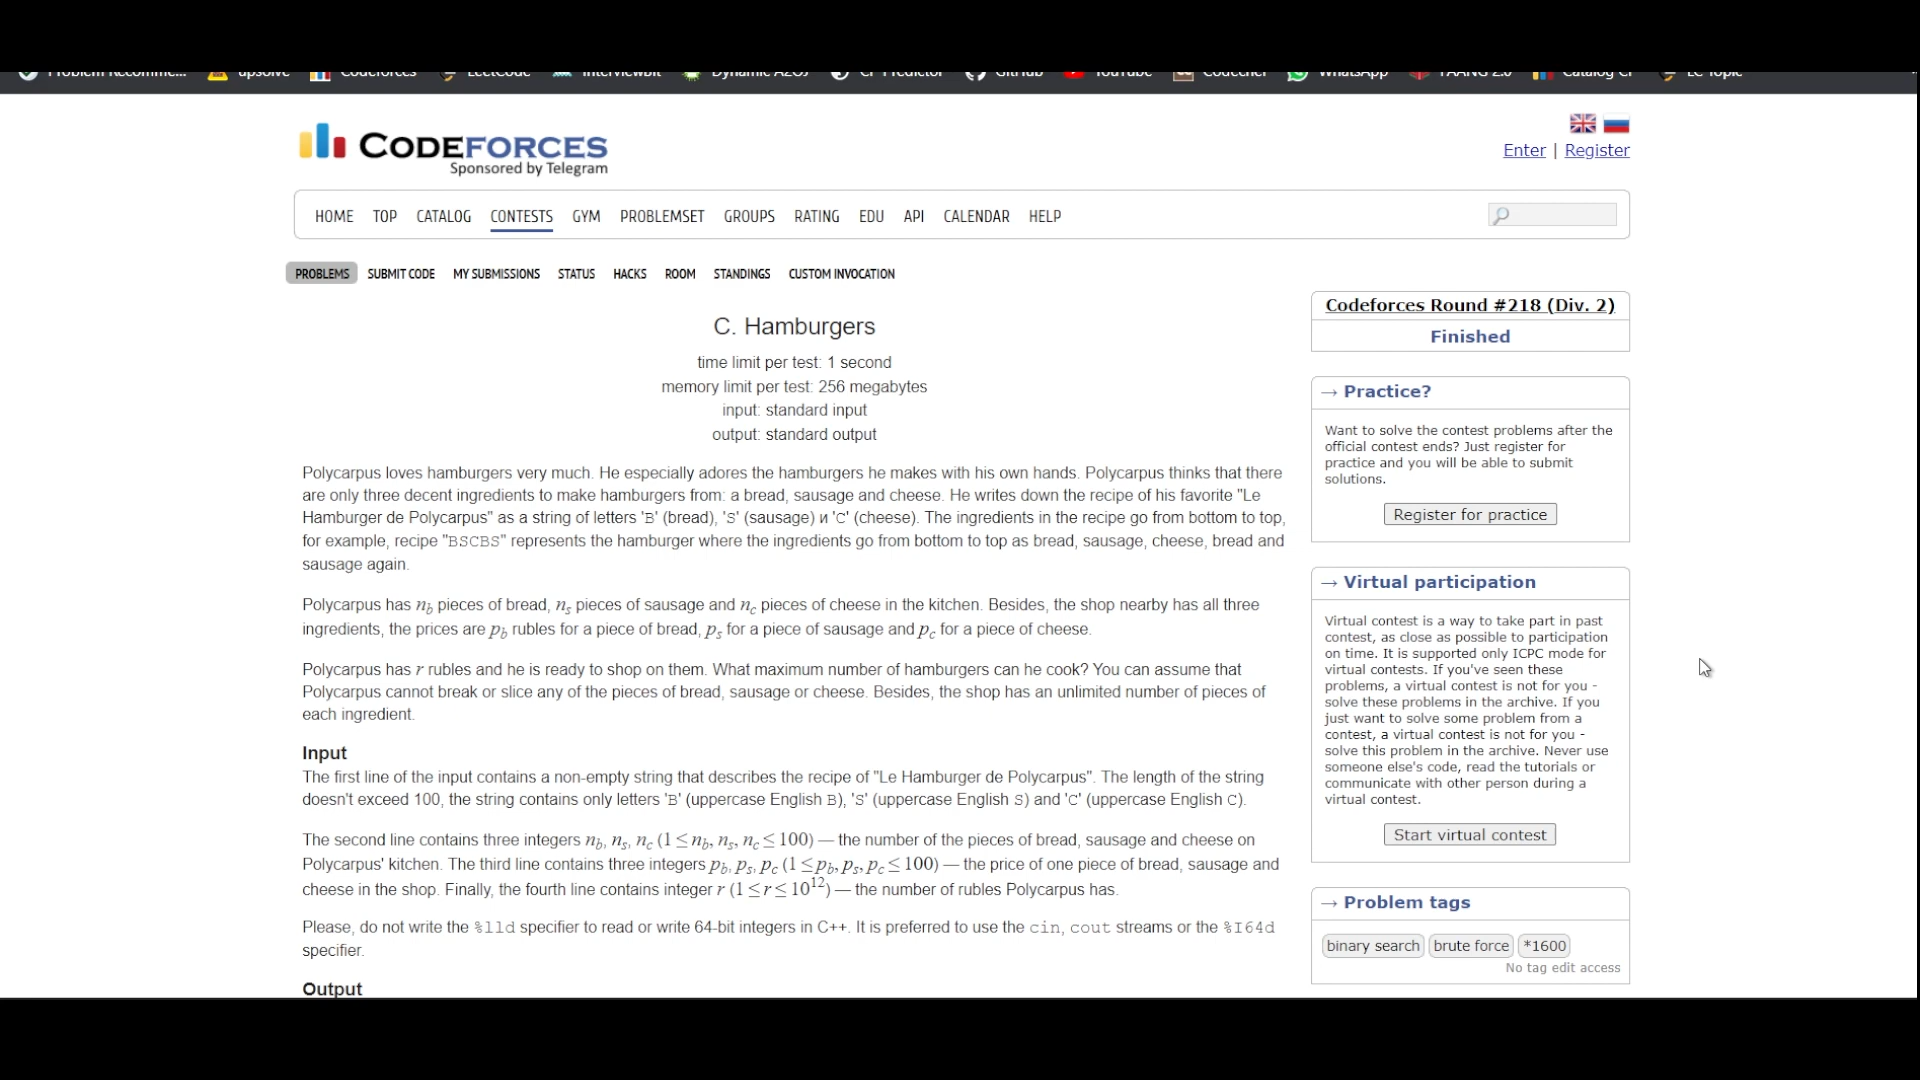 Problem Recomme... upsolve Codeforces LeetCode InterviewBit Dynamic A2OJ CF Predictor GitHub YouTube Codechef WhatsApp FAANG 2.0 Catalog CF LC Topic
CODEFORCES
Sponsored by Telegram
Enter | Register
HOME TOP CATALOG CONTESTS GYM PROBLEMSET GROUPS RATING EDU API CALENDAR HELP
PROBLEMS SUBMIT CODE MY SUBMISSIONS STATUS HACKS ROOM STANDINGS CUSTOM INVOCATION
C. Hamburgers
time limit per test: 1 second
memory limit per test: 256 megabytes
input: standard input
output: standard output
Polycarpus loves hamburgers very much. He especially adores the hamburgers he makes with his own hands. Polycarpus thinks that there
are only three decent ingredients to make hamburgers from: a bread, sausage and cheese. He writes down the recipe of his favorite "Le
Hamburger de Polycarpus" as a string of letters 'B' (bread), 'S' (sausage) и 'C' (cheese). The ingredients in the recipe go from bottom to top,
for example, recipe "BSCBS" represents the hamburger where the ingredients go from bottom to top as bread, sausage, cheese, bread and
sausage again.
Polycarpus has n_b pieces of bread, n_s pieces of sausage and n_c pieces of cheese in the kitchen. Besides, the shop nearby has all three
ingredients, the prices are p_b rubles for a piece of bread, p_s for a piece of sausage and p_c for a piece of cheese.
Polycarpus has r rubles and he is ready to shop on them. What maximum number of hamburgers can he cook? You can assume that
Polycarpus cannot break or slice any of the pieces of bread, sausage or cheese. Besides, the shop has an unlimited number of pieces of
each ingredient.
Input
The first line of the input contains a non-empty string that describes the recipe of "Le Hamburger de Polycarpus". The length of the string
doesn't exceed 100, the string contains only letters 'B' (uppercase English B), 'S' (uppercase English S) and 'C' (uppercase English C).
The second line contains three integers n_b, n_s, n_c (1 ≤ n_b, n_s, n_c ≤ 100) — the number of the pieces of bread, sausage and cheese on
Polycarpus' kitchen. The third line contains three integers p_b, p_s, p_c (1 ≤ p_b, p_s, p_c ≤ 100) — the price of one piece of bread, sausage and
cheese in the shop. Finally, the fourth line contains integer r (1 ≤ r ≤ 10^12) — the number of rubles Polycarpus has.
Please, do not write the %lld specifier to read or write 64-bit integers in C++. It is preferred to use the cin, cout streams or the %I64d
specifier.
Output
Codeforces Round #218 (Div. 2)
Finished
→ Practice?
Want to solve the contest problems after the
official contest ends? Just register for
practice and you will be able to submit
solutions.
Register for practice
→ Virtual participation
Virtual contest is a way to take part in past
contest, as close as possible to participation
on time. It is supported only ICPC mode for
virtual contests. If you've seen these
problems, a virtual contest is not for you -
solve these problems in the archive. If you
just want to solve some problem from a
contest, a virtual contest is not for you -
solve this problem in the archive. Never use
someone else's code, read the tutorials or
communicate with other person during a
virtual contest.
Start virtual contest
→ Problem tags
binary search brute force *1600
No tag edit access